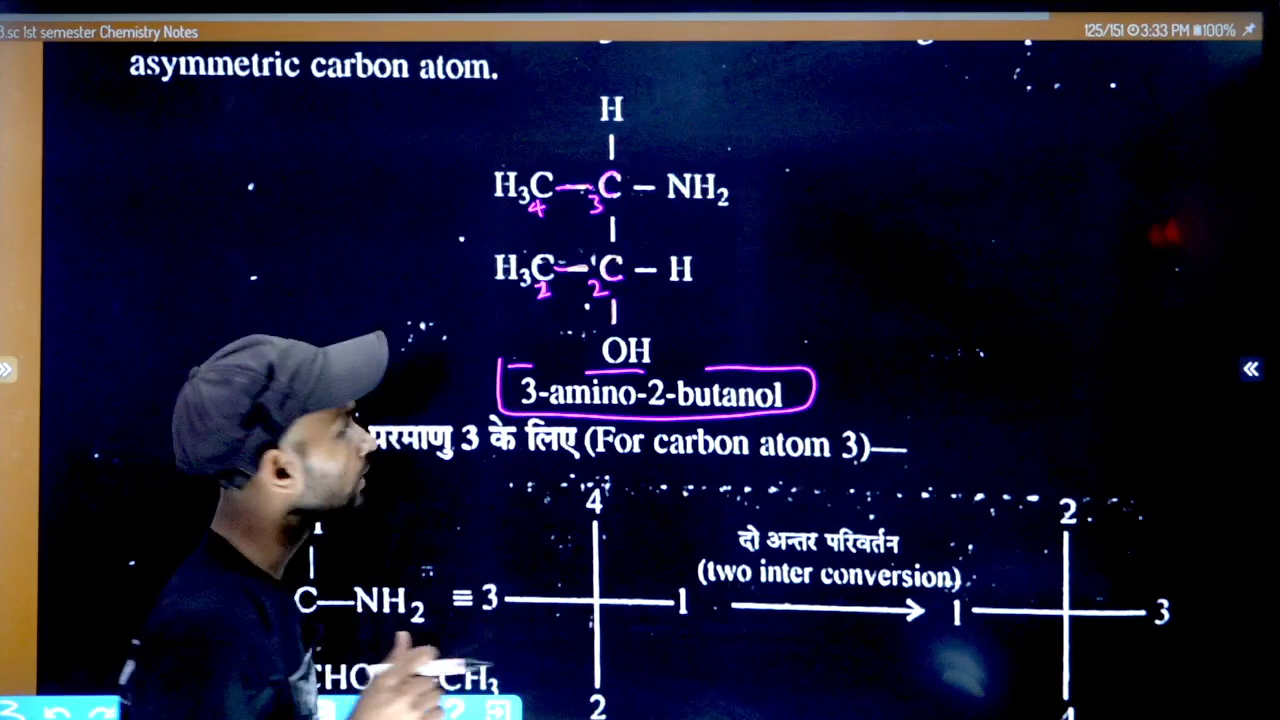 B.sc 1st semester Chemistry Notes
125/151 3:33 PM 100%
asymmetric carbon atom.
H
H₃C — C — NH₂
4 3
H₃C — C — H
2 2
OH
3-amino-2-butanol
परमाणु 3 के लिए (For carbon atom 3)—
4
2
दो अन्तर परिवर्तन
(two inter conversion)
C—NH₂ ≡ 3 1
1 3
CH₃
2